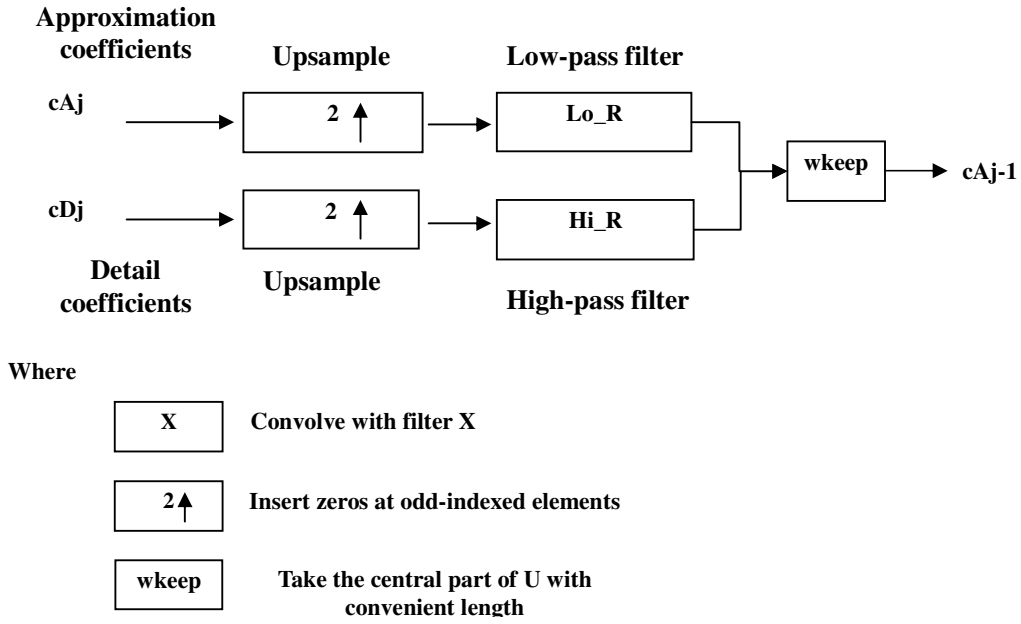 Approximation
coefficients
Upsample
Low-pass filter
cAj
2
Lo_R
wkeep
cAj-1
cDj
2
Hi_R
Detail
coefficients
Upsample
High-pass filter
Where
X
Convolve with filter X
2
Insert zeros at odd-indexed elements
wkeep
Take the central part of U with
convenient length